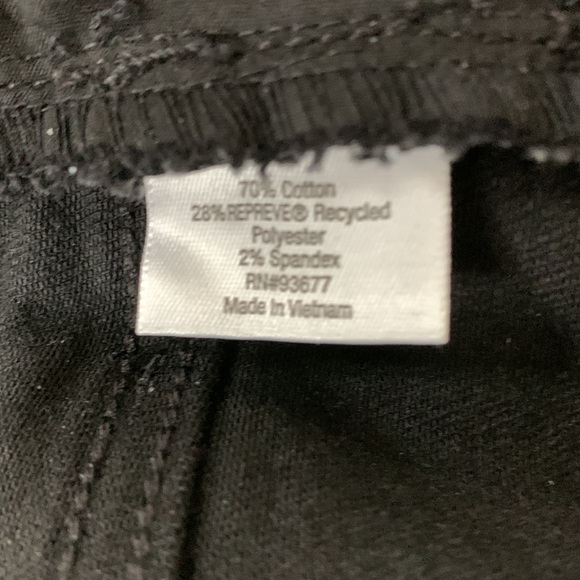 70% Cotton
28% REPREVE® Recycled
Polyester
2% Spandex
RN#93677
Made In Vietnam